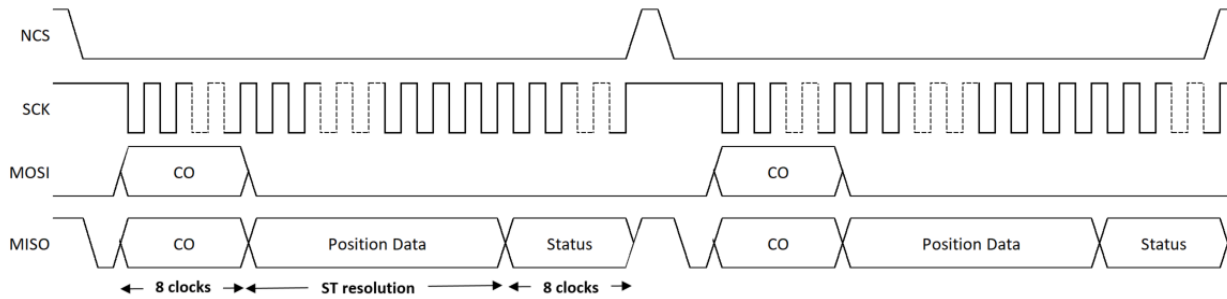 NCS
SCK
MOSI CO CO
MISO CO Position Data Status CO Position Data Status
8 clocks ST resolution 8 clocks